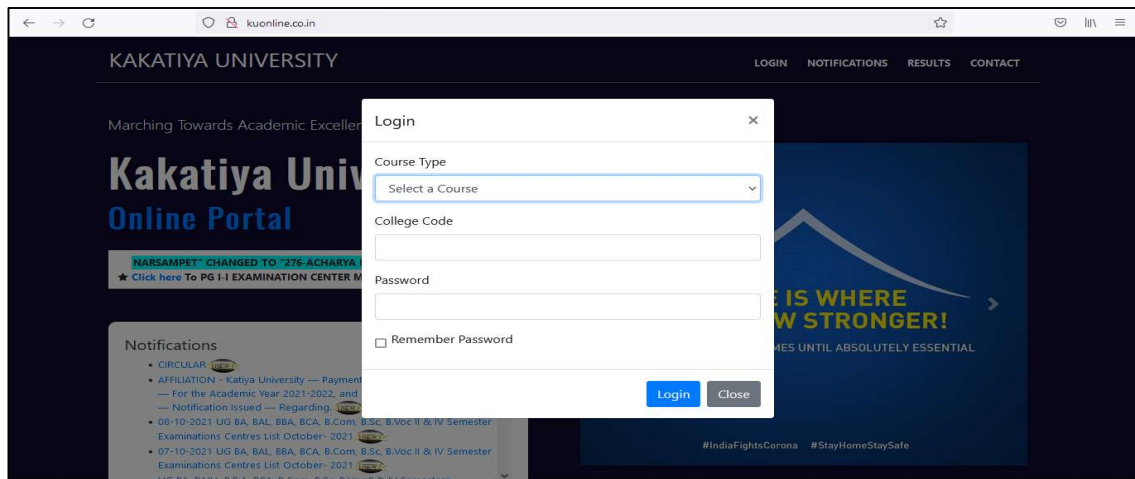 kuonline.co.in
KAKATIYA UNIVERSITY
LOGIN NOTIFICATIONS RESULTS CONTACT
Marching Towards Academic Exceller
Kakatiya Univ
Online Portal
NARSAMPET" CHANGED TO "276-ACHARYA
★ Click here To PG I-I EXAMINATION CENTER M
Notifications
• CIRCULAR
• AFFILIATION - Katiya University — Payment
— For the Academic Year 2021-2022, and
— Notification Issued — Regarding.
• 08-10-2021 UG BA, BAL, BBA, BCA, B.Com, B.Sc, B.Voc II & IV Semester
Examinations Centres List October- 2021
• 07-10-2021 UG BA, BAL, BBA, BCA, B.Com, B.Sc, B.Voc II & IV Semester
Examinations Centres List October- 2021
Login ×
Course Type
Select a Course
College Code
Password
Remember Password
Login Close
IS WHERE
W STRONGER!
MES UNTIL ABSOLUTELY ESSENTIAL
#IndiaFightsCorona #StayHomeStaySafe